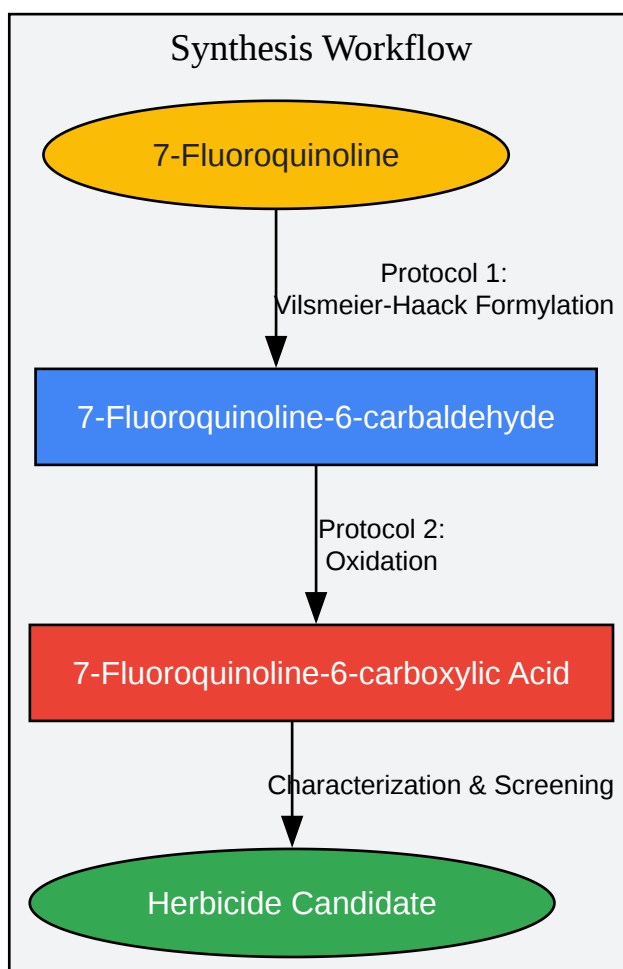 Synthesis Workflow
7-Fluoroquinoline
Protocol 1:
Vilsmeier-Haack Formylation
7-Fluoroquinoline-6-carbaldehyde
Protocol 2:
Oxidation
7-Fluoroquinoline-6-carboxylic Acid
Characterization & Screening
Herbicide Candidate